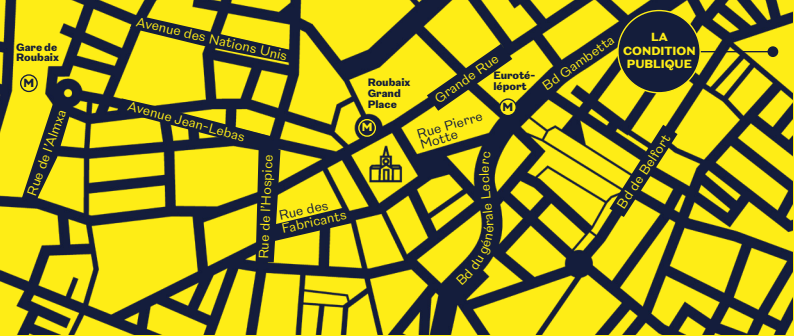 Avenue des Nations Unis
Gare de
Roubaix
M
Rue de l'Almxa
Avenue Jean-Lebas
Rue de l'Hospice
Rue des
Fabricants
Roubaix
Grand
Place
M
Grande Rue
Rue Pierre
Motte
Euroté-
léport
M
Bd Gambetta
Bd du générale Leclerc
Bd de Belfort
LA
CONDITION
PUBLIQUE